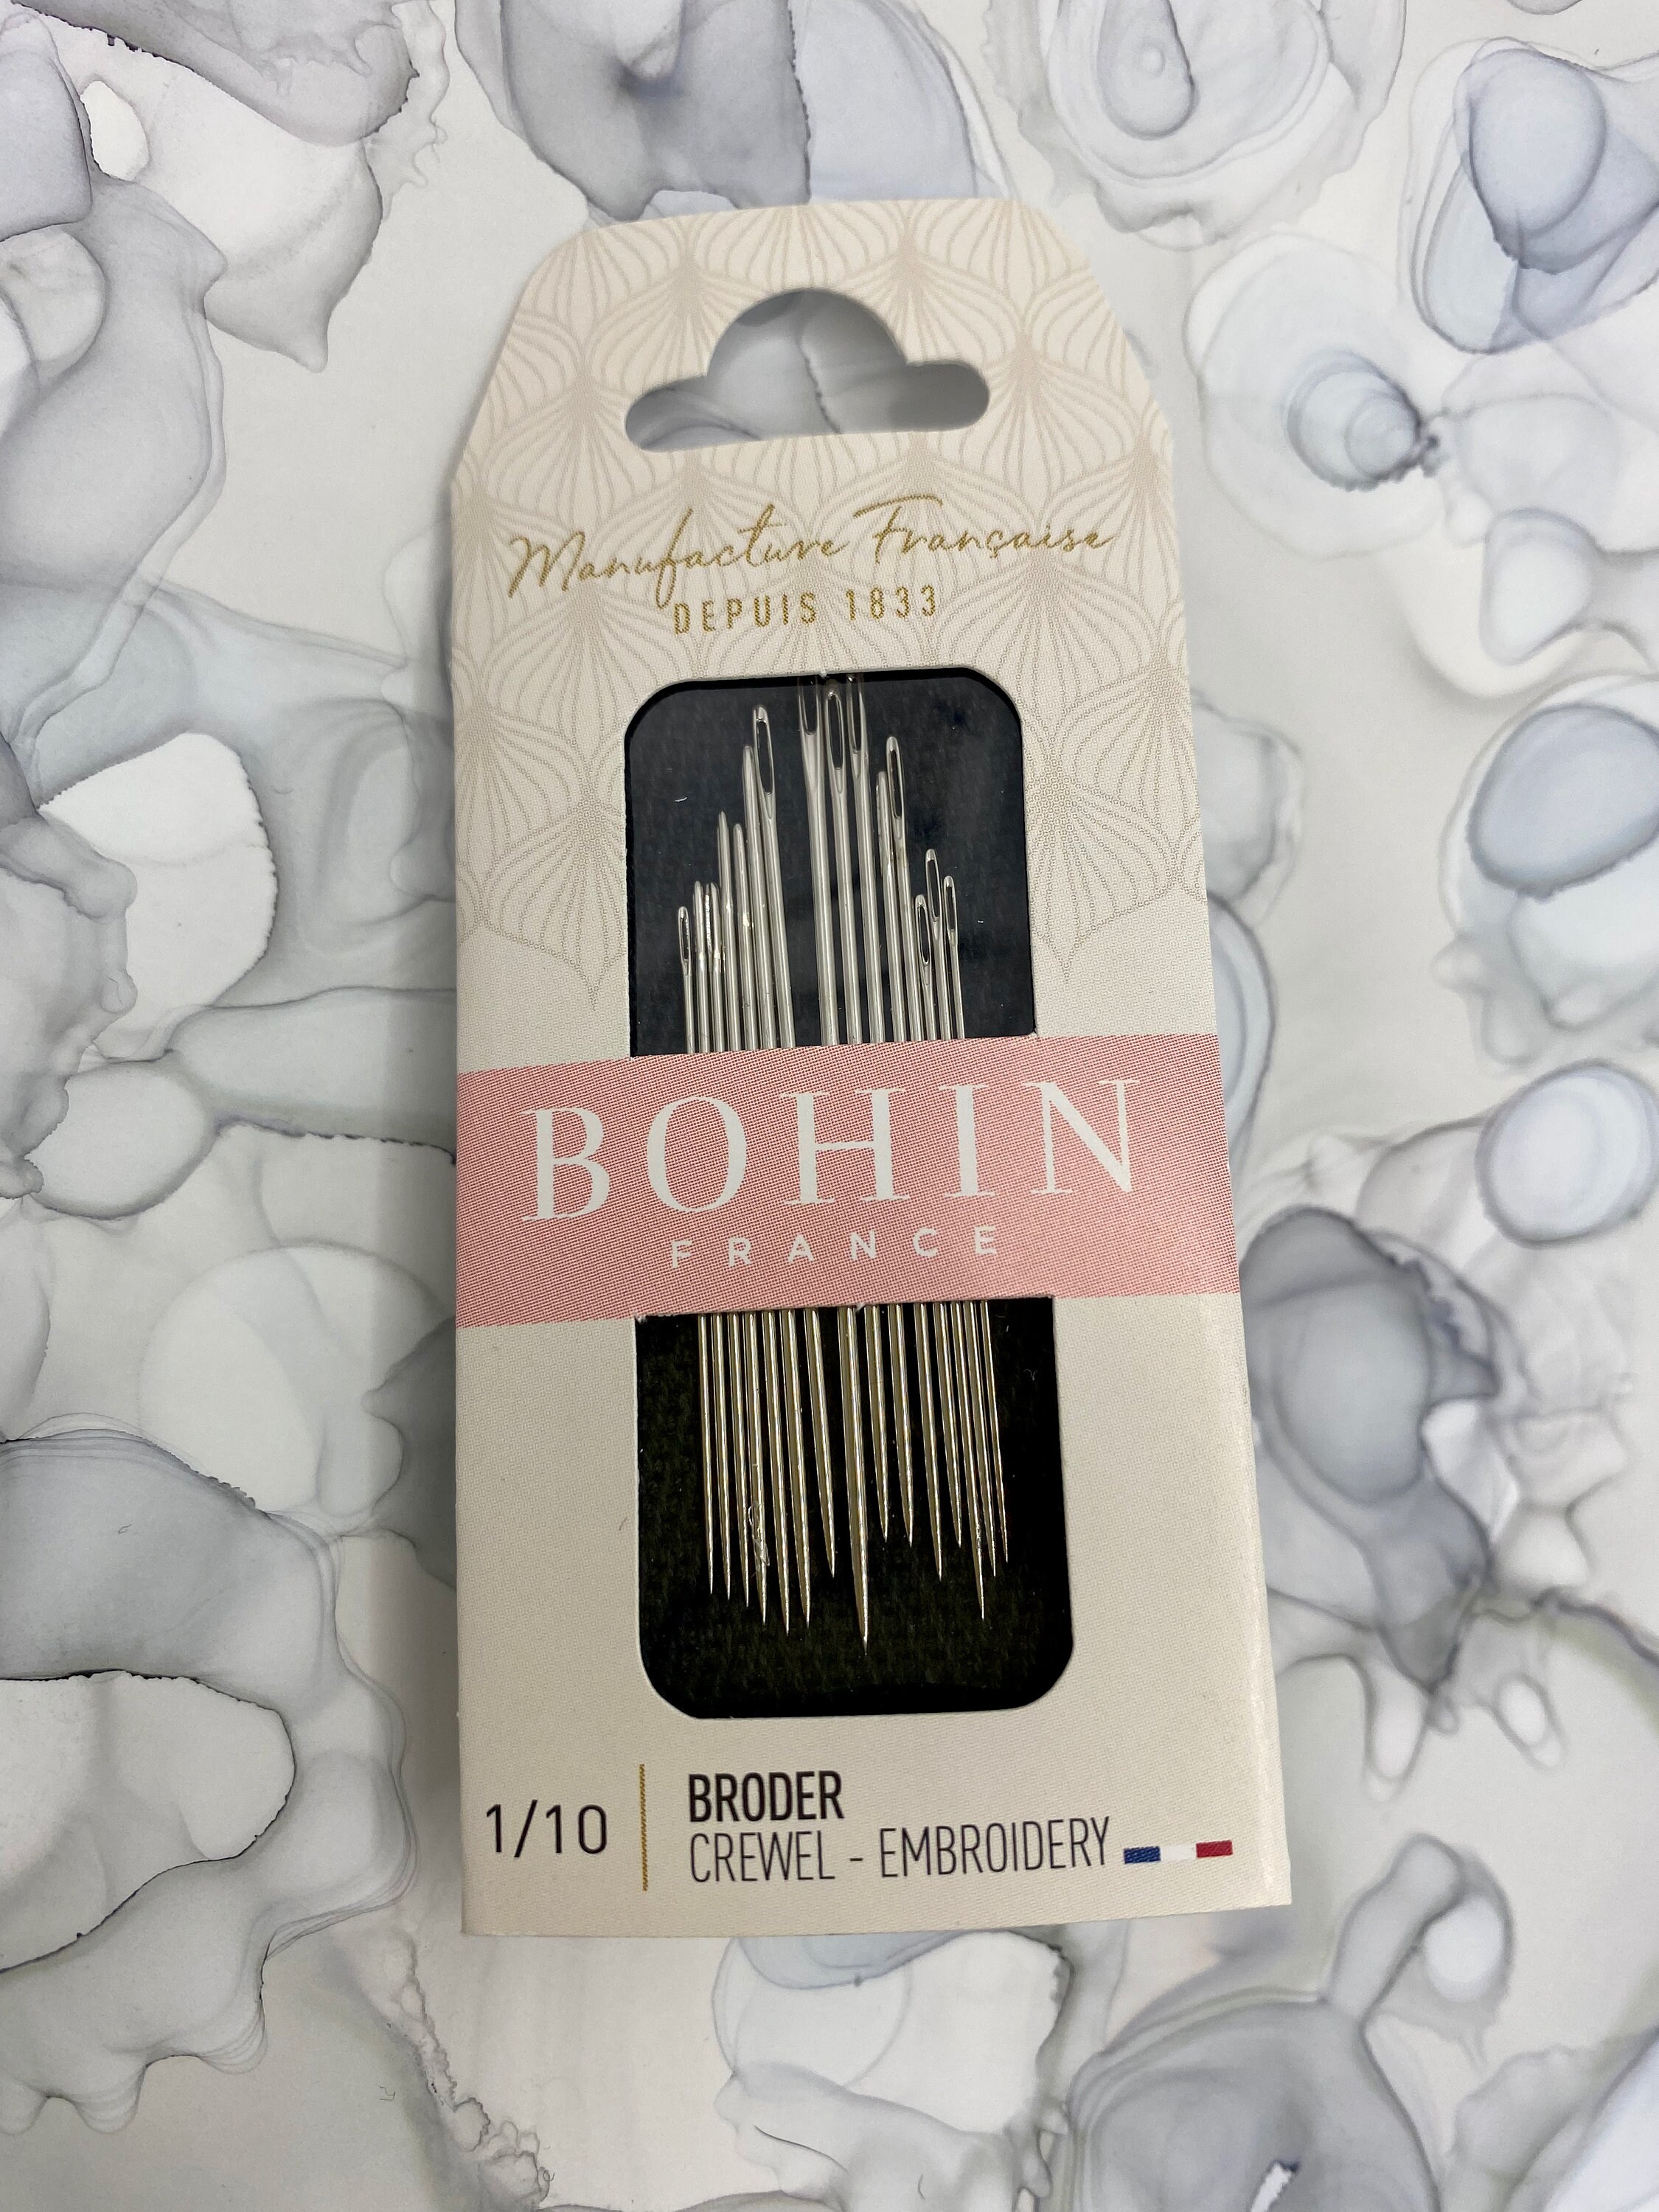 Manufacture Française
DEPUIS 1833
BOHIN
FRANCE
1/10
BRODER
CREWEL - EMBROIDERY